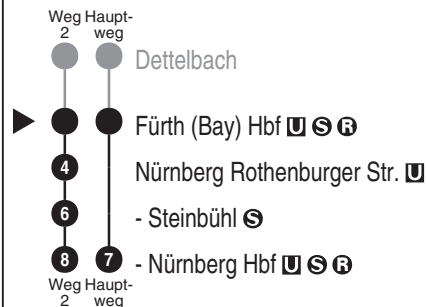 Weg Haupt-
2 weg
Dettelbach
Fürth (Bay) Hbf U S R
4 Nürnberg Rothenburger Str. U
6 - Steinbühl S
8 7 - Nürnberg Hbf U S R
Weg Haupt-
2 weg